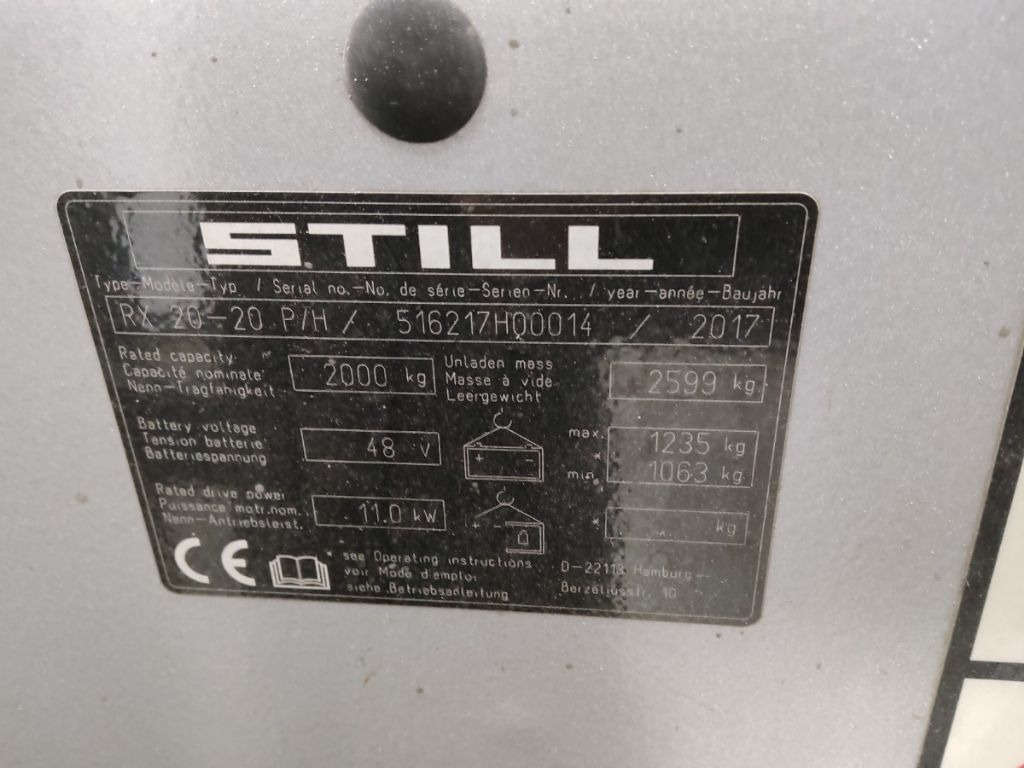 STILL
Type-Modèle-Typ / Serial no.-No. de série-Serien-Nr. / year-année-Baujahr
RX 20-20 P/H / 516217H00014 / 2017
Rated capacity
Capacité nominale
Nenn-Tragfähigkeit
2000 kg
Unladen mass
Masse à vide
Leergewicht
2599 kg
Battery voltage
Tension batterie
Batteriespannung
48 V
+ -
max.
*
min.
1235 kg
1063 kg
Rated drive power
Puissance motr.nom.
Nenn-Antriebsleist.
11.0 kW
+ -
*
kg
CE
* see Operating instructions
voir Mode d'emploi
siehe Betriebsanleitung
D-22113 Hamburg
Berzeliusstr. 10